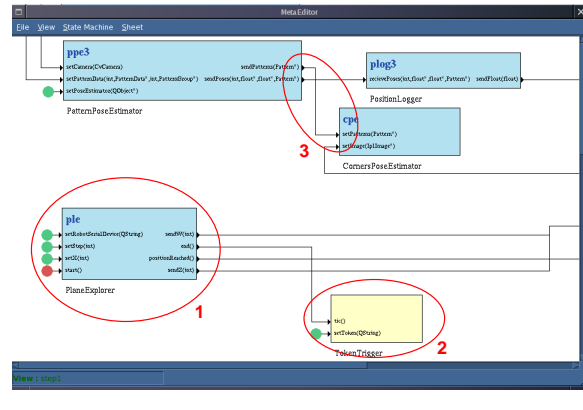 MetaEditor
File View State Machine Sheet
ppe3
setCamera(CvCamera) sendPatterns(Pattern*)
setPatternData(int,PatternData*,int,PatternGroup*) sendPoses(int,float*,float*,Pattern*)
setPoseEstimator(QObject*)
PatternPoseEstimator
plog3
recievePoses(int,float*,float*,Pattern*) sendFloat(float)
PositionLogger
cpe
setPatterns(Pattern*)
setImage(IplImage*)
CornersPoseEstimator
3
ple
setRobotSerialDevice(QString) sendW(int)
setStep(int) end()
setX(int) positionReached()
start() sendZ(int)
PlaneExplorer
1
tic()
setToken(QString)
TokenTrigger
2
View : step1